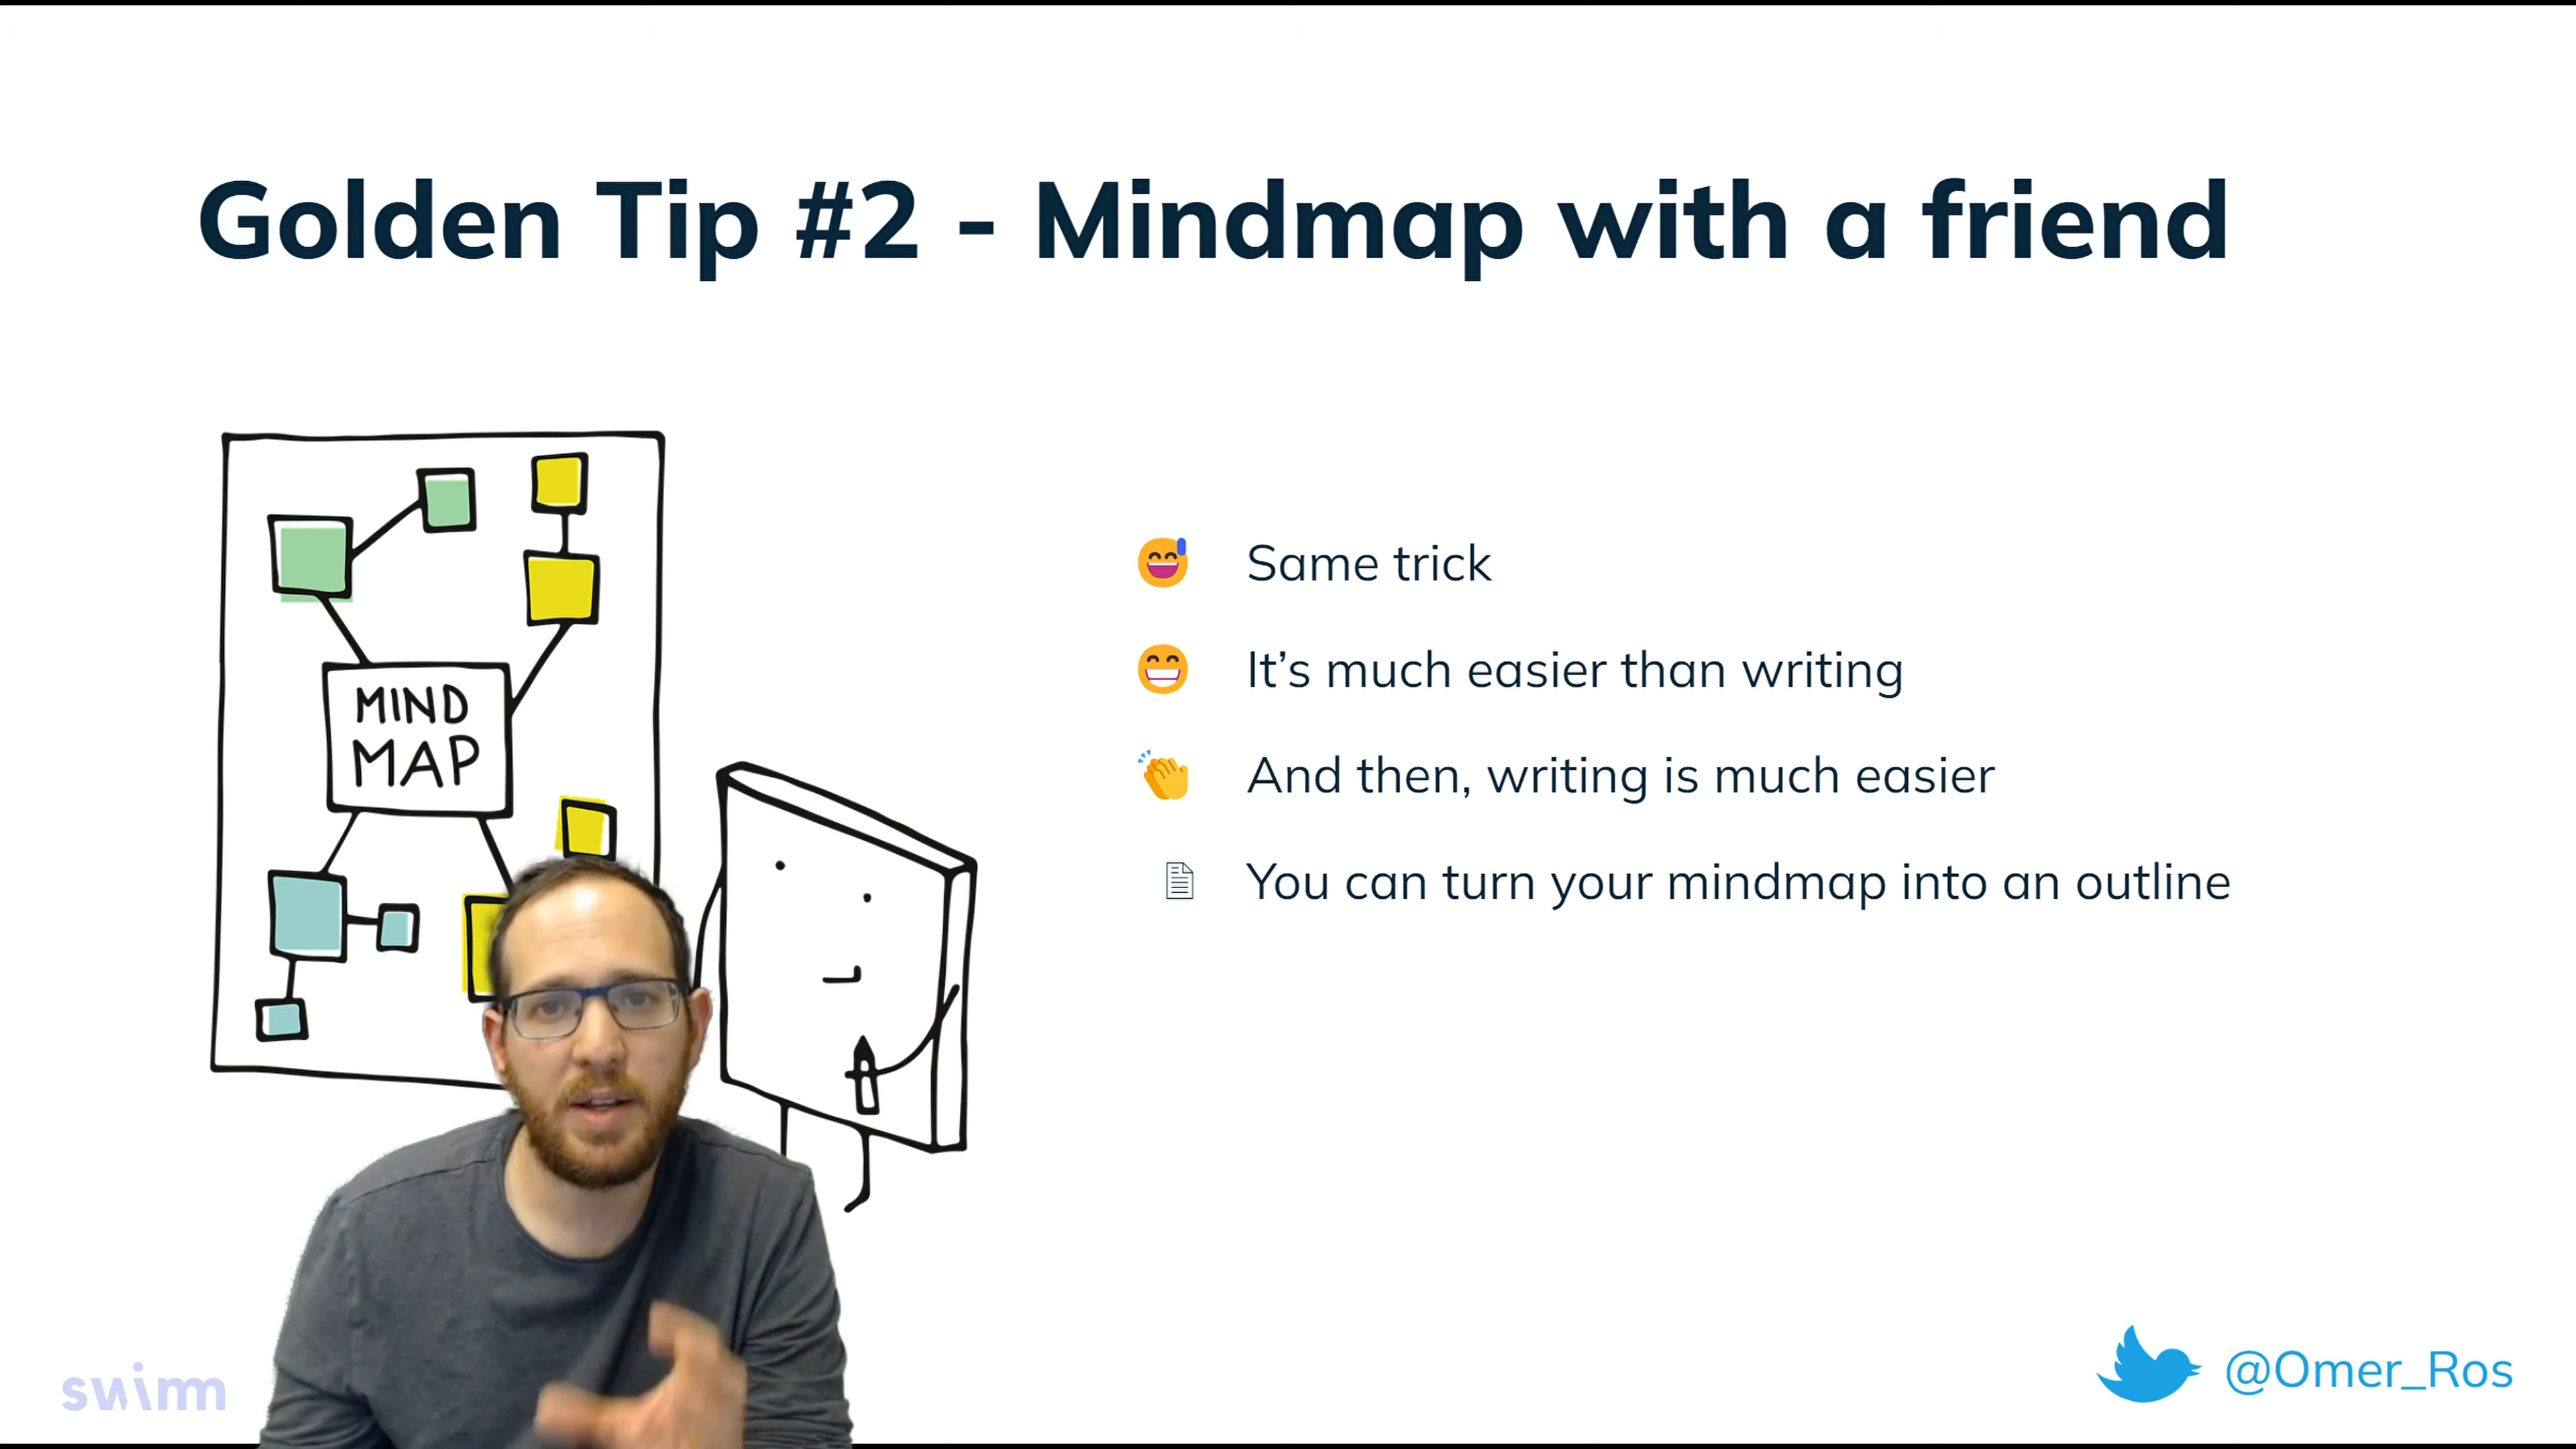 Golden Tip #2 - Mindmap with a friend
MIND
MAP
😅 Same trick
😁 It’s much easier than writing
👏 And then, writing is much easier
You can turn your mindmap into an outline
swimm
@Omer_Ros